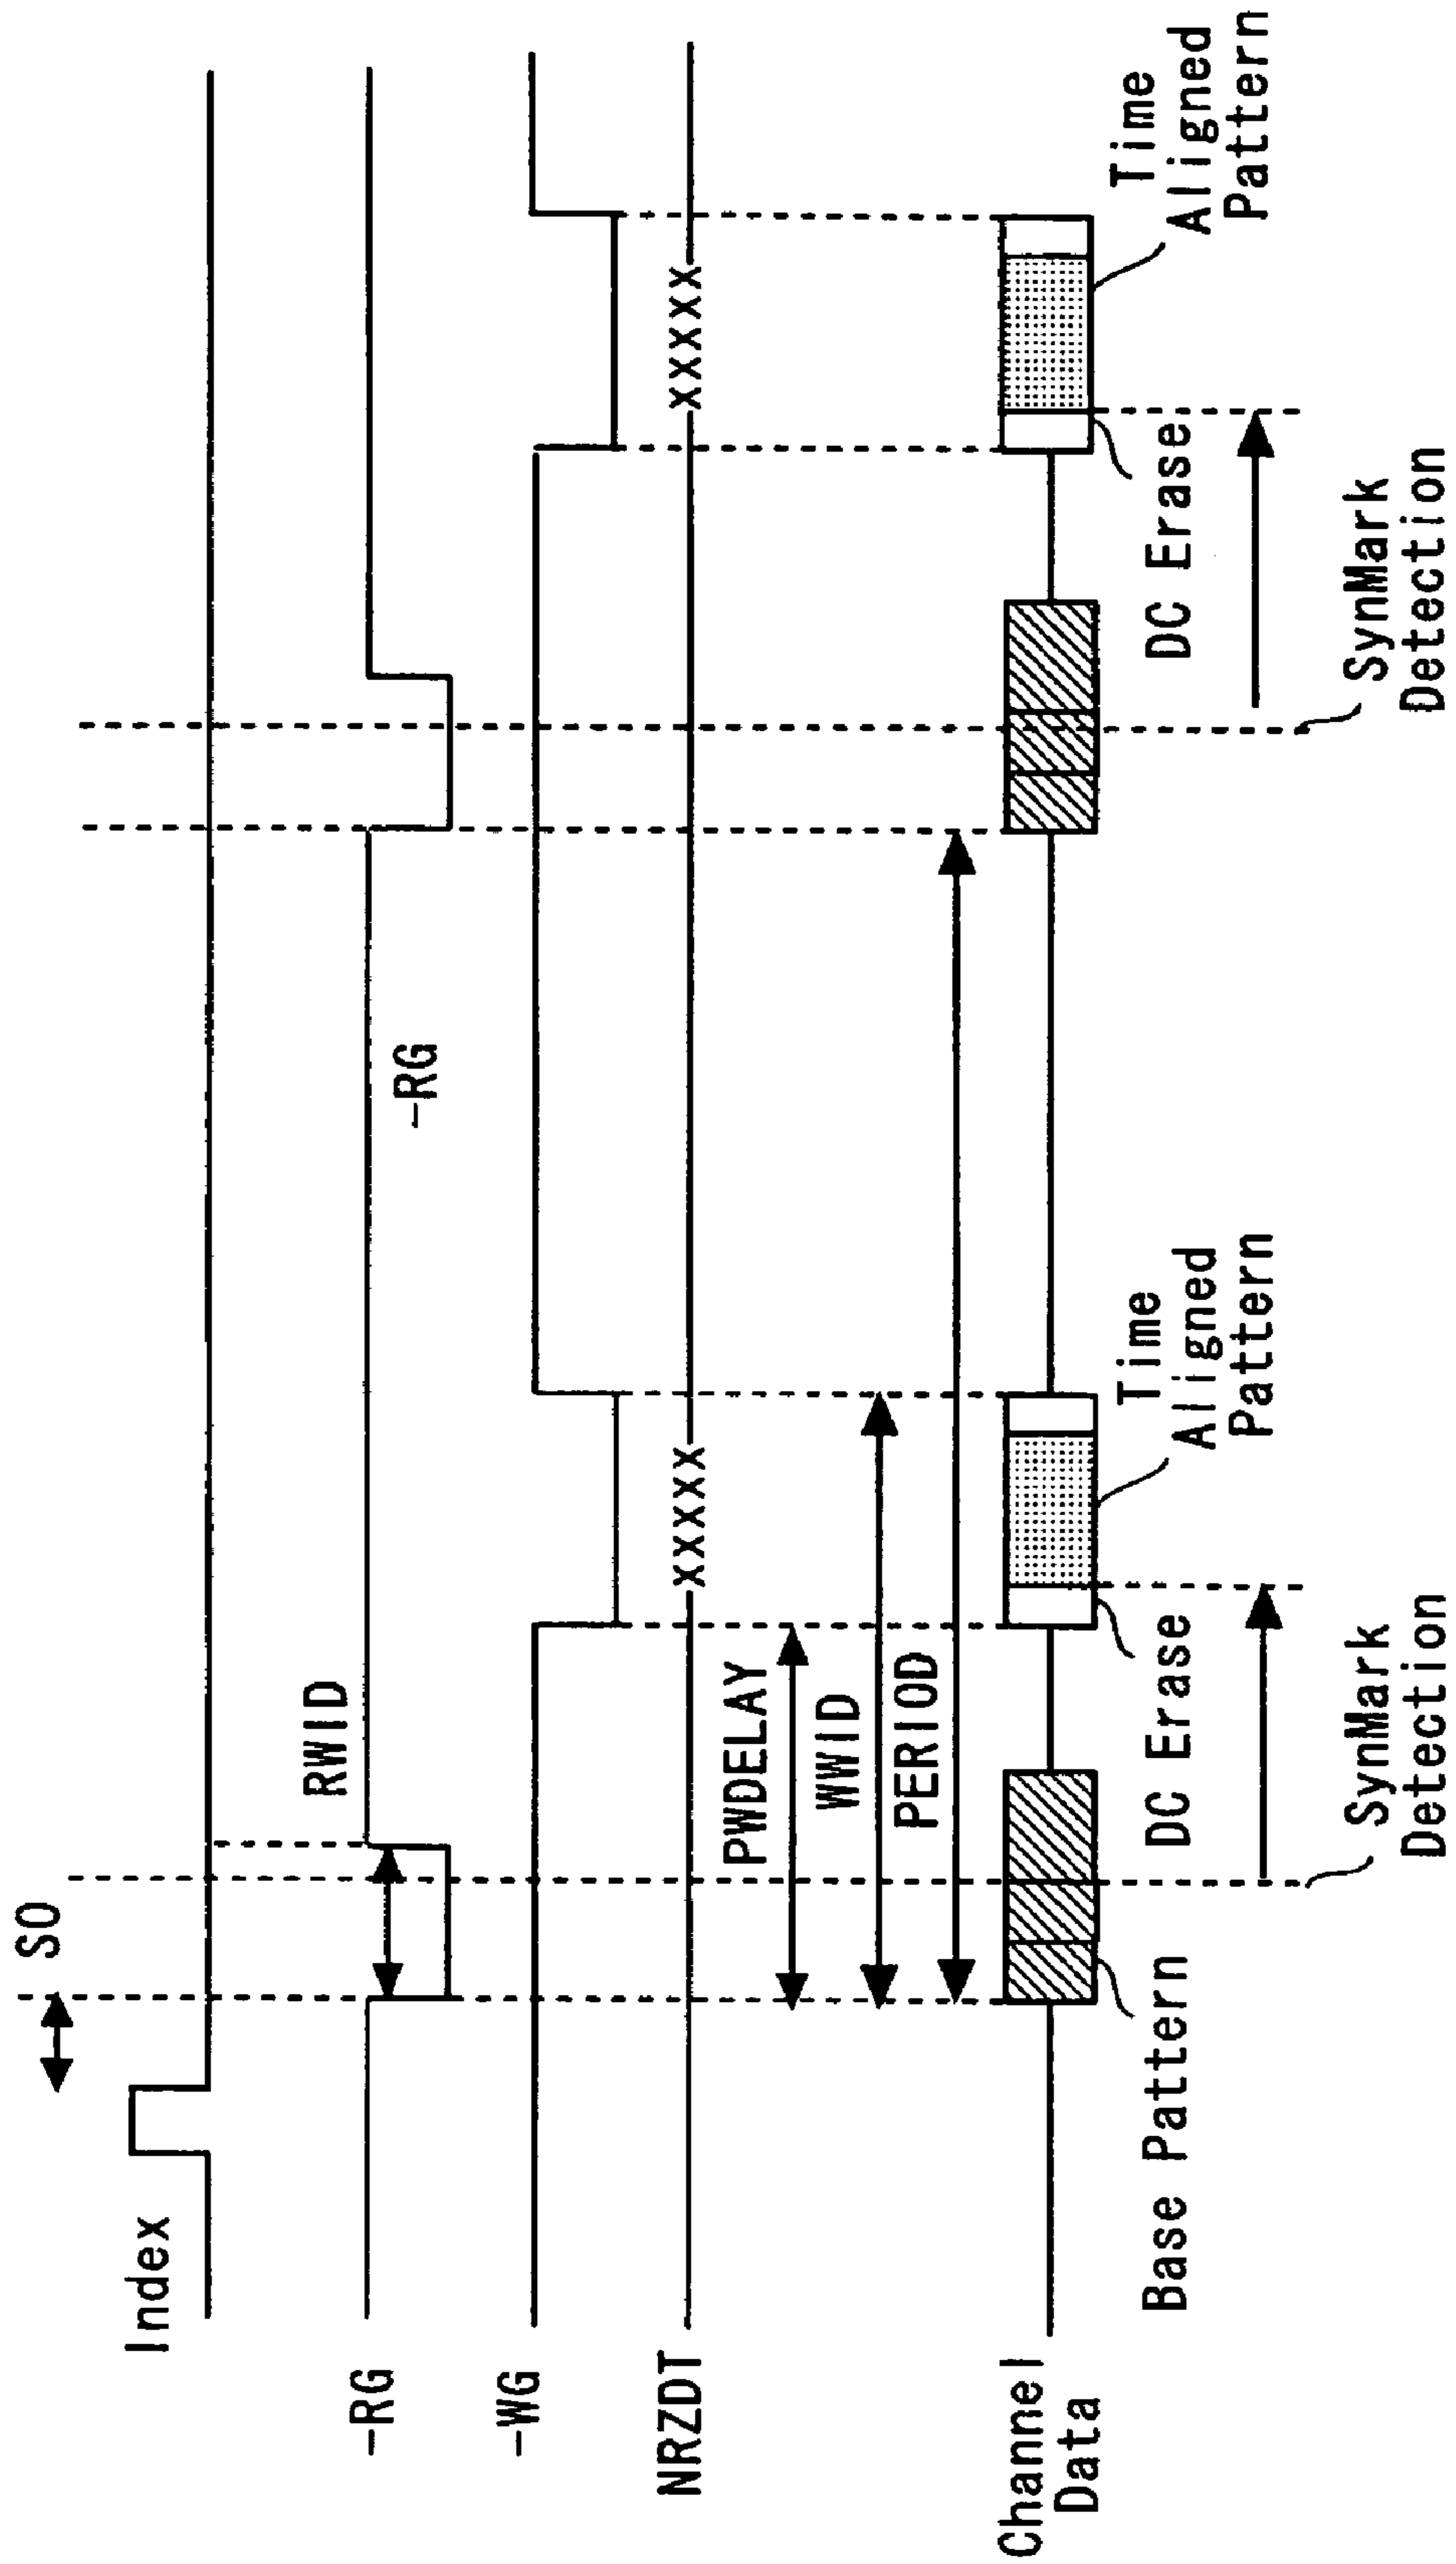 SO
Index
RWID
-RG
-RG
-WG
NRZDT
xxxxx
xxxxx
PWDELAY
WWID
PERIOD
Channel
Data
Base Pattern
DC Erase
Time
Aligned
Pattern
DC Erase
Time
Aligned
Pattern
SynMark
Detection
SynMark
Detection